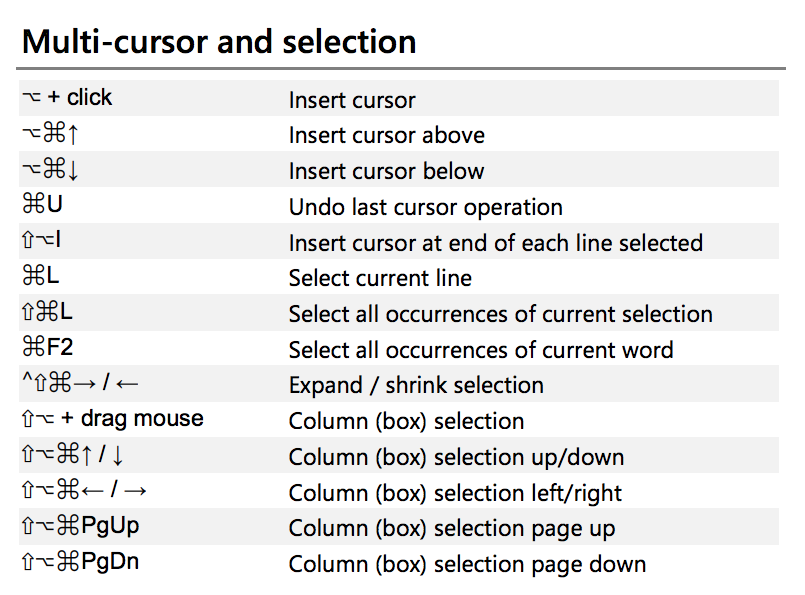 Multi-cursor and selection
⌥ + click Insert cursor
⌥⌘↑ Insert cursor above
⌥⌘↓ Insert cursor below
⌘U Undo last cursor operation
⇧⌥I Insert cursor at end of each line selected
⌘L Select current line
⇧⌘L Select all occurrences of current selection
⌘F2 Select all occurrences of current word
^⇧⌘→ / ← Expand / shrink selection
⇧⌥ + drag mouse Column (box) selection
⇧⌥⌘↑ / ↓ Column (box) selection up/down
⇧⌥⌘← / → Column (box) selection left/right
⇧⌥⌘PgUp Column (box) selection page up
⇧⌥⌘PgDn Column (box) selection page down